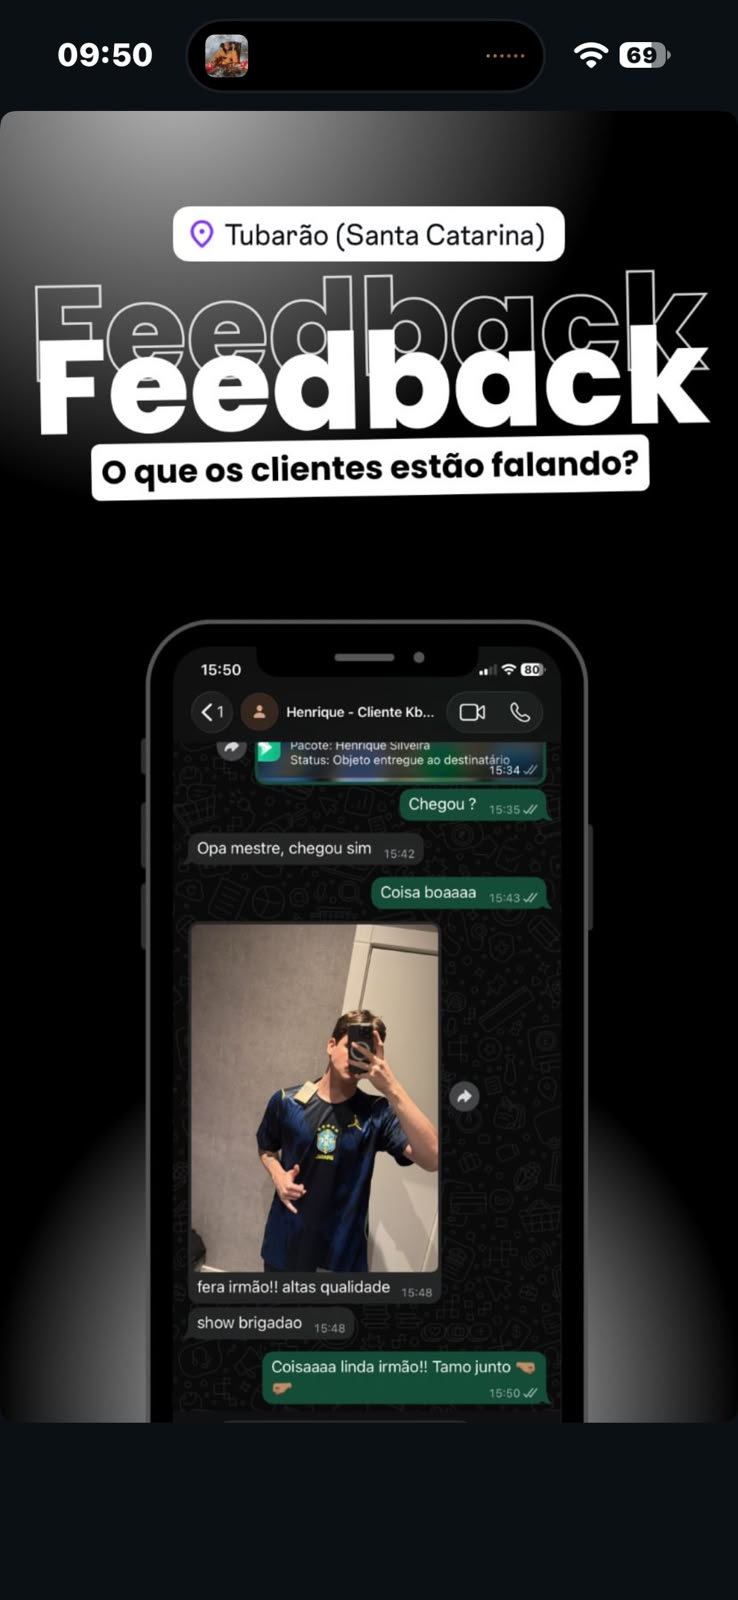 09:50
69
Tubarão (Santa Catarina)
Feedback
Feedback
O que os clientes estão falando?
15:50
80
1
Henrique - Cliente Kb...
Pacote: Henrique Silveira
Status: Objeto entregue ao destinatário
15:34
Chegou ? 15:35
Opa mestre, chegou sim 15:42
Coisa boaaaa 15:43
fera irmão!! altas qualidade 15:48
show brigadao 15:48
Coisaaaa linda irmão!! Tamo junto 🤜🏽
🤛🏽 15:50